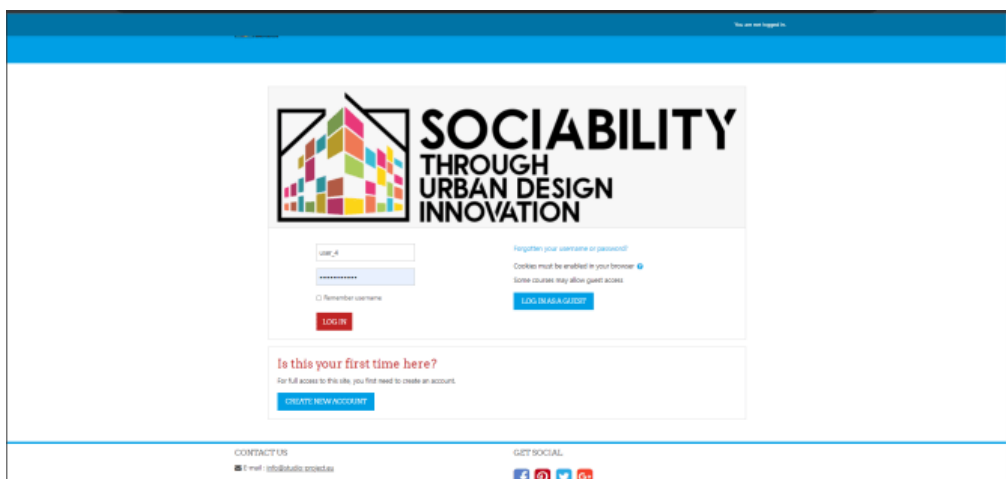 You are not logged in.
SOCIABILITY
THROUGH
URBAN DESIGN
INNOVATION
user_4
Remember username
LOG IN
Forgotten your username or password?
Cookies must be enabled in your browser
Some courses may allow guest access
LOG IN AS A GUEST
Is this your first time here?
For full access to this site, you first need to create an account.
CREATE NEW ACCOUNT
CONTACT US
E-mail : info@studio-project.eu
GET SOCIAL